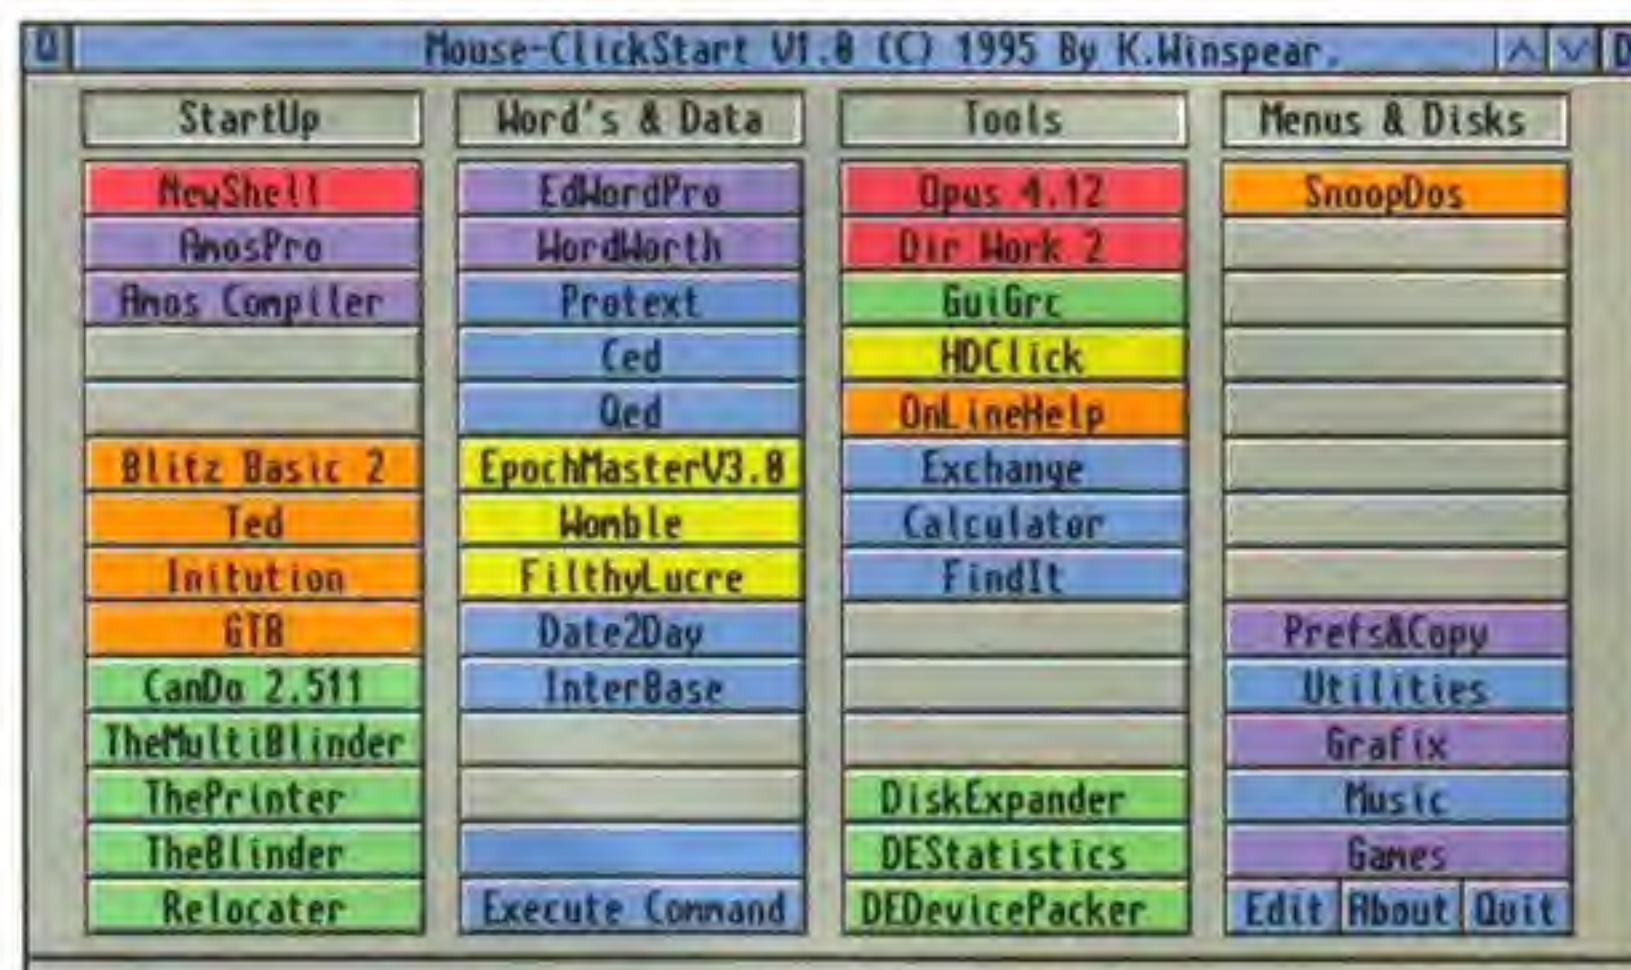 Mouse-ClickStart V1.0 (C) 1995 By K.Winspear.
StartUp
NewShell
AmosPro
Amos Compiler
Blitz Basic 2
Ted
Initution
GTB
CanDo 2.511
TheMultiBlinder
ThePrinter
TheBlinder
Relocater
Word's & Data
EdWordPro
WordWorth
Protext
Ced
Qed
EpochMasterV3.0
Womble
FilthyLucre
Date2Day
InterBase
Execute Command
Tools
Opus 4.12
Dir Work 2
GuiGrc
HDClick
OnLineHelp
Exchange
Calculator
FindIt
DiskExpander
DEStatistics
DEDevicePacker
Menus & Disks
SnoopDos
Prefs&Copy
Utilities
Grafix
Music
Games
Edit About Quit